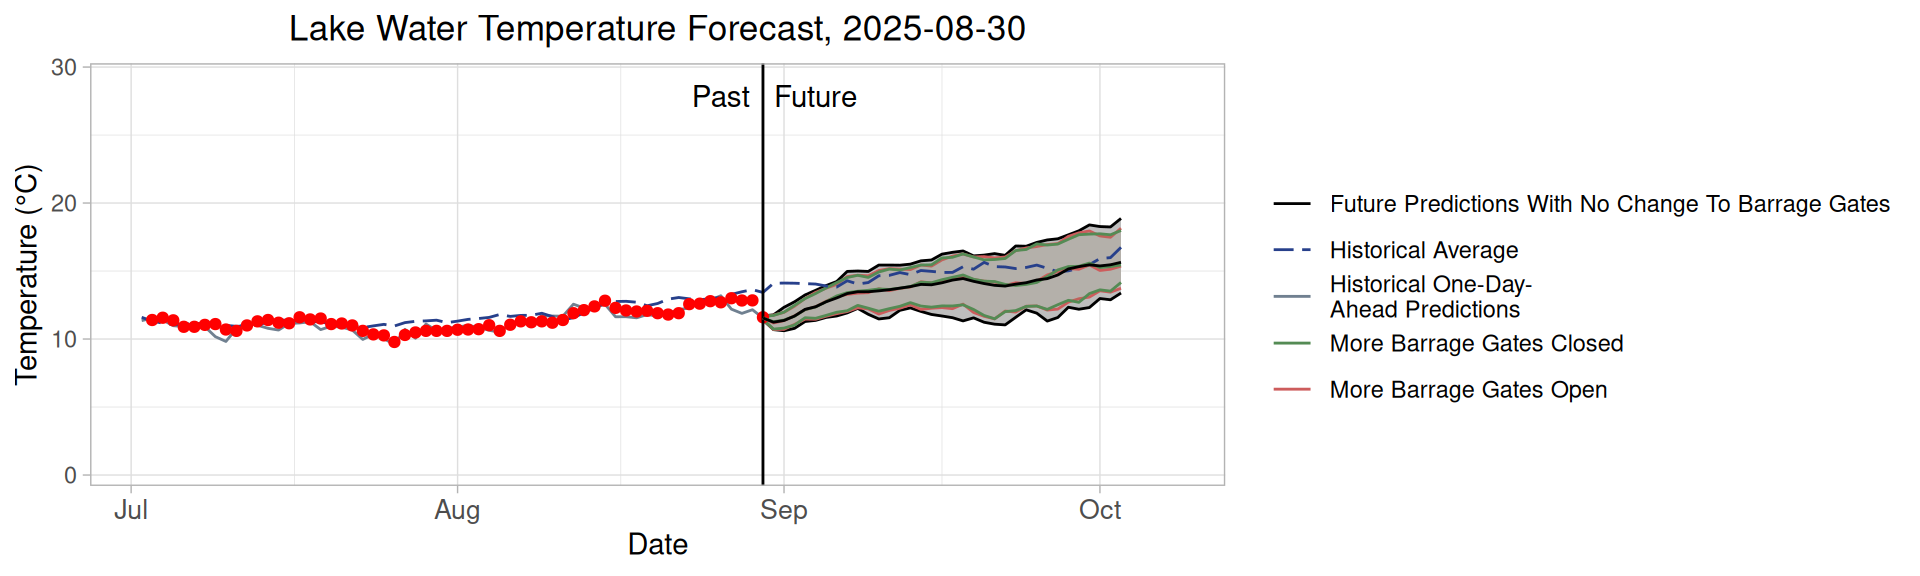 Lake Water Temperature Forecast, 2025-08-30
Temperature (°C)
30
20
10
0
Past
Future
Jul
Aug
Sep
Oct
Date
Future Predictions With No Change To Barrage Gates
Historical Average
Historical One-Day-
Ahead Predictions
More Barrage Gates Closed
More Barrage Gates Open